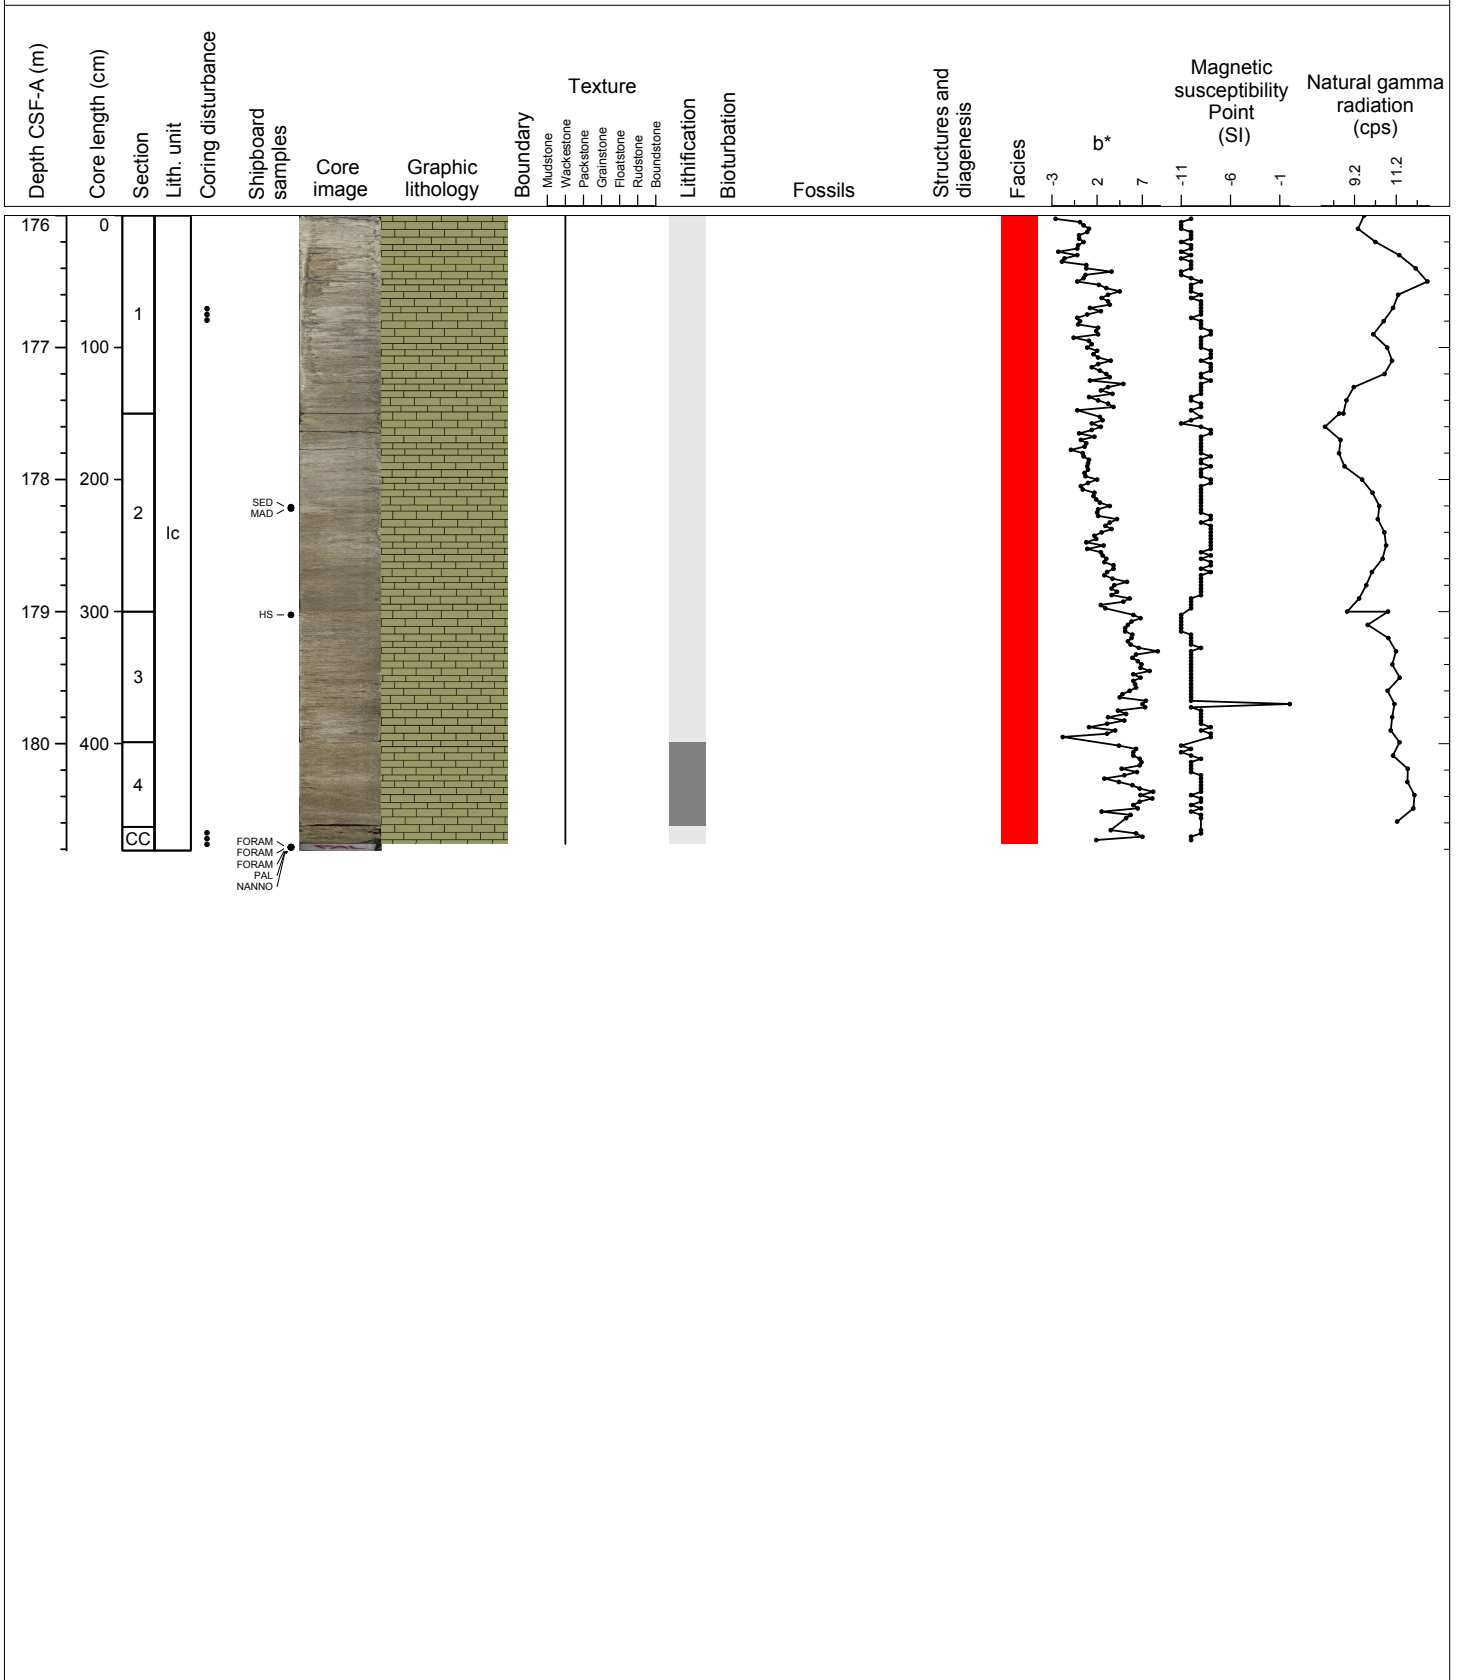 Depth CSF-A (m)
Core length (cm)
Section
Lith. unit
Coring disturbance
Shipboard
samples
Core
image
Graphic
lithology
Boundary
Texture
Mudstone
Wackestone
Packstone
Grainstone
Floatstone
Rudstone
Boundstone
Lithification
Bioturbation
Fossils
Structures and
diagenesis
Facies
b*
-3 2 7
Magnetic
susceptibility
Point
(SI)
-11 -6 -1
Natural gamma
radiation
(cps)
9.2 11.2
176 0
1
177 100
178 200
SED
MAD
2
Ic
179 300
HS
3
180 400
4
CC
FORAM
FORAM
FORAM
PAL
NANNO
PAL